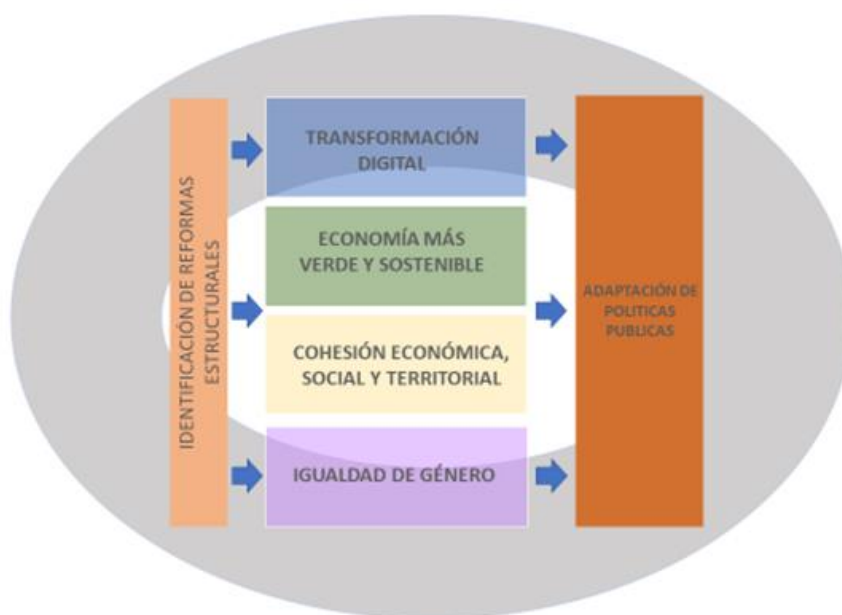 IDENTIFICACIÓN DE REFORMAS
ESTRUCTURALES
TRANSFORMACIÓN
DIGITAL
ECONOMÍA MÁS
VERDE Y SOSTENIBLE
COHESIÓN ECONÓMICA,
SOCIAL Y TERRITORIAL
IGUALDAD DE GÉNERO
ADAPTACIÓN DE
POLITICAS
PUBLICAS